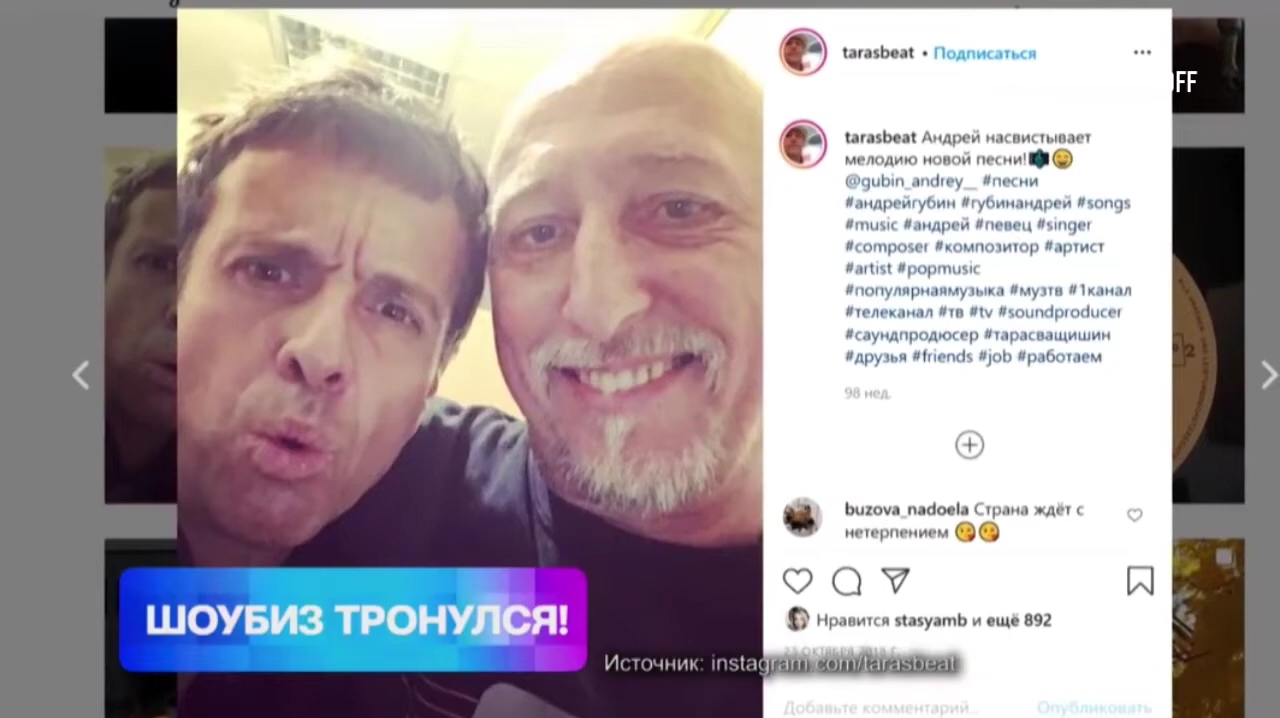 tarasbeat • Подписаться
OFF
tarasbeat Андрей насвистывает
мелодию новой песни!
@gubin_andrey__ #песни
#андрейгубин #губинандрей #songs
#music #андрей #певец #singer
#composer #композитор #артист
#artist #popmusic
#популярнаямузыка #музтв #1канал
#телеканал #тв #tv #soundproducer
#саундпродюсер #тарасващишин
#друзья #friends #job #работаем
98 нед.
buzova_nadoela Страна ждёт с
нетерпением 😘😘
Нравится stasyamb и ещё 892
ШОУБИЗ ТРОНУЛСЯ!
Источник: instagram.com/tarasbeat
Добавьте комментарий... Опубликовать